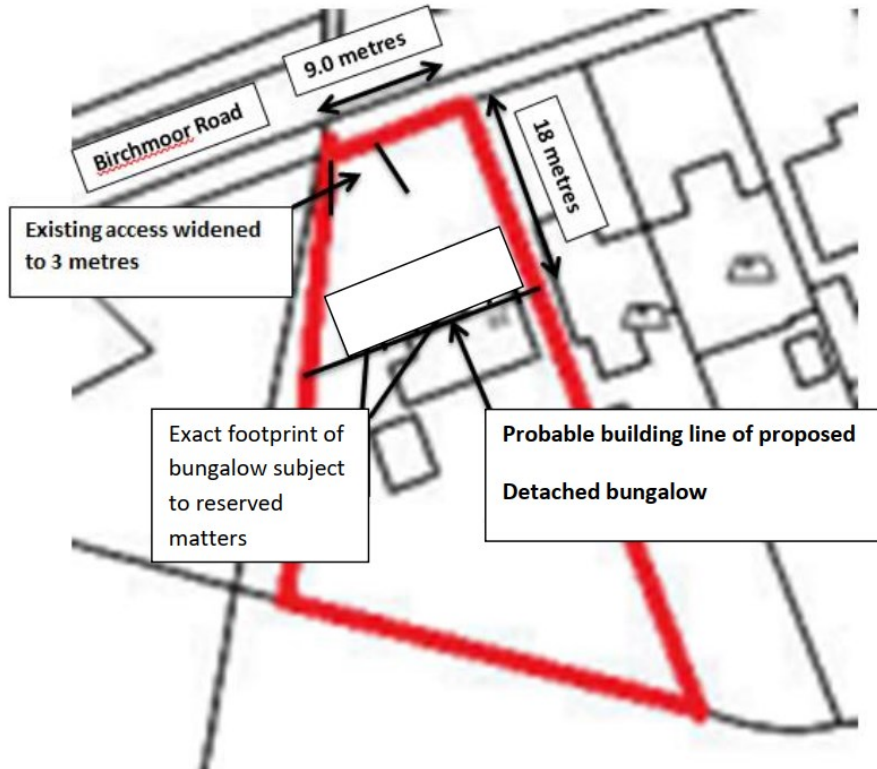 9.0 metres
Birchmoor Road
18 metres
Existing access widened
to 3 metres
Exact footprint of
bungalow subject
to reserved
matters
Probable building line of proposed
Detached bungalow